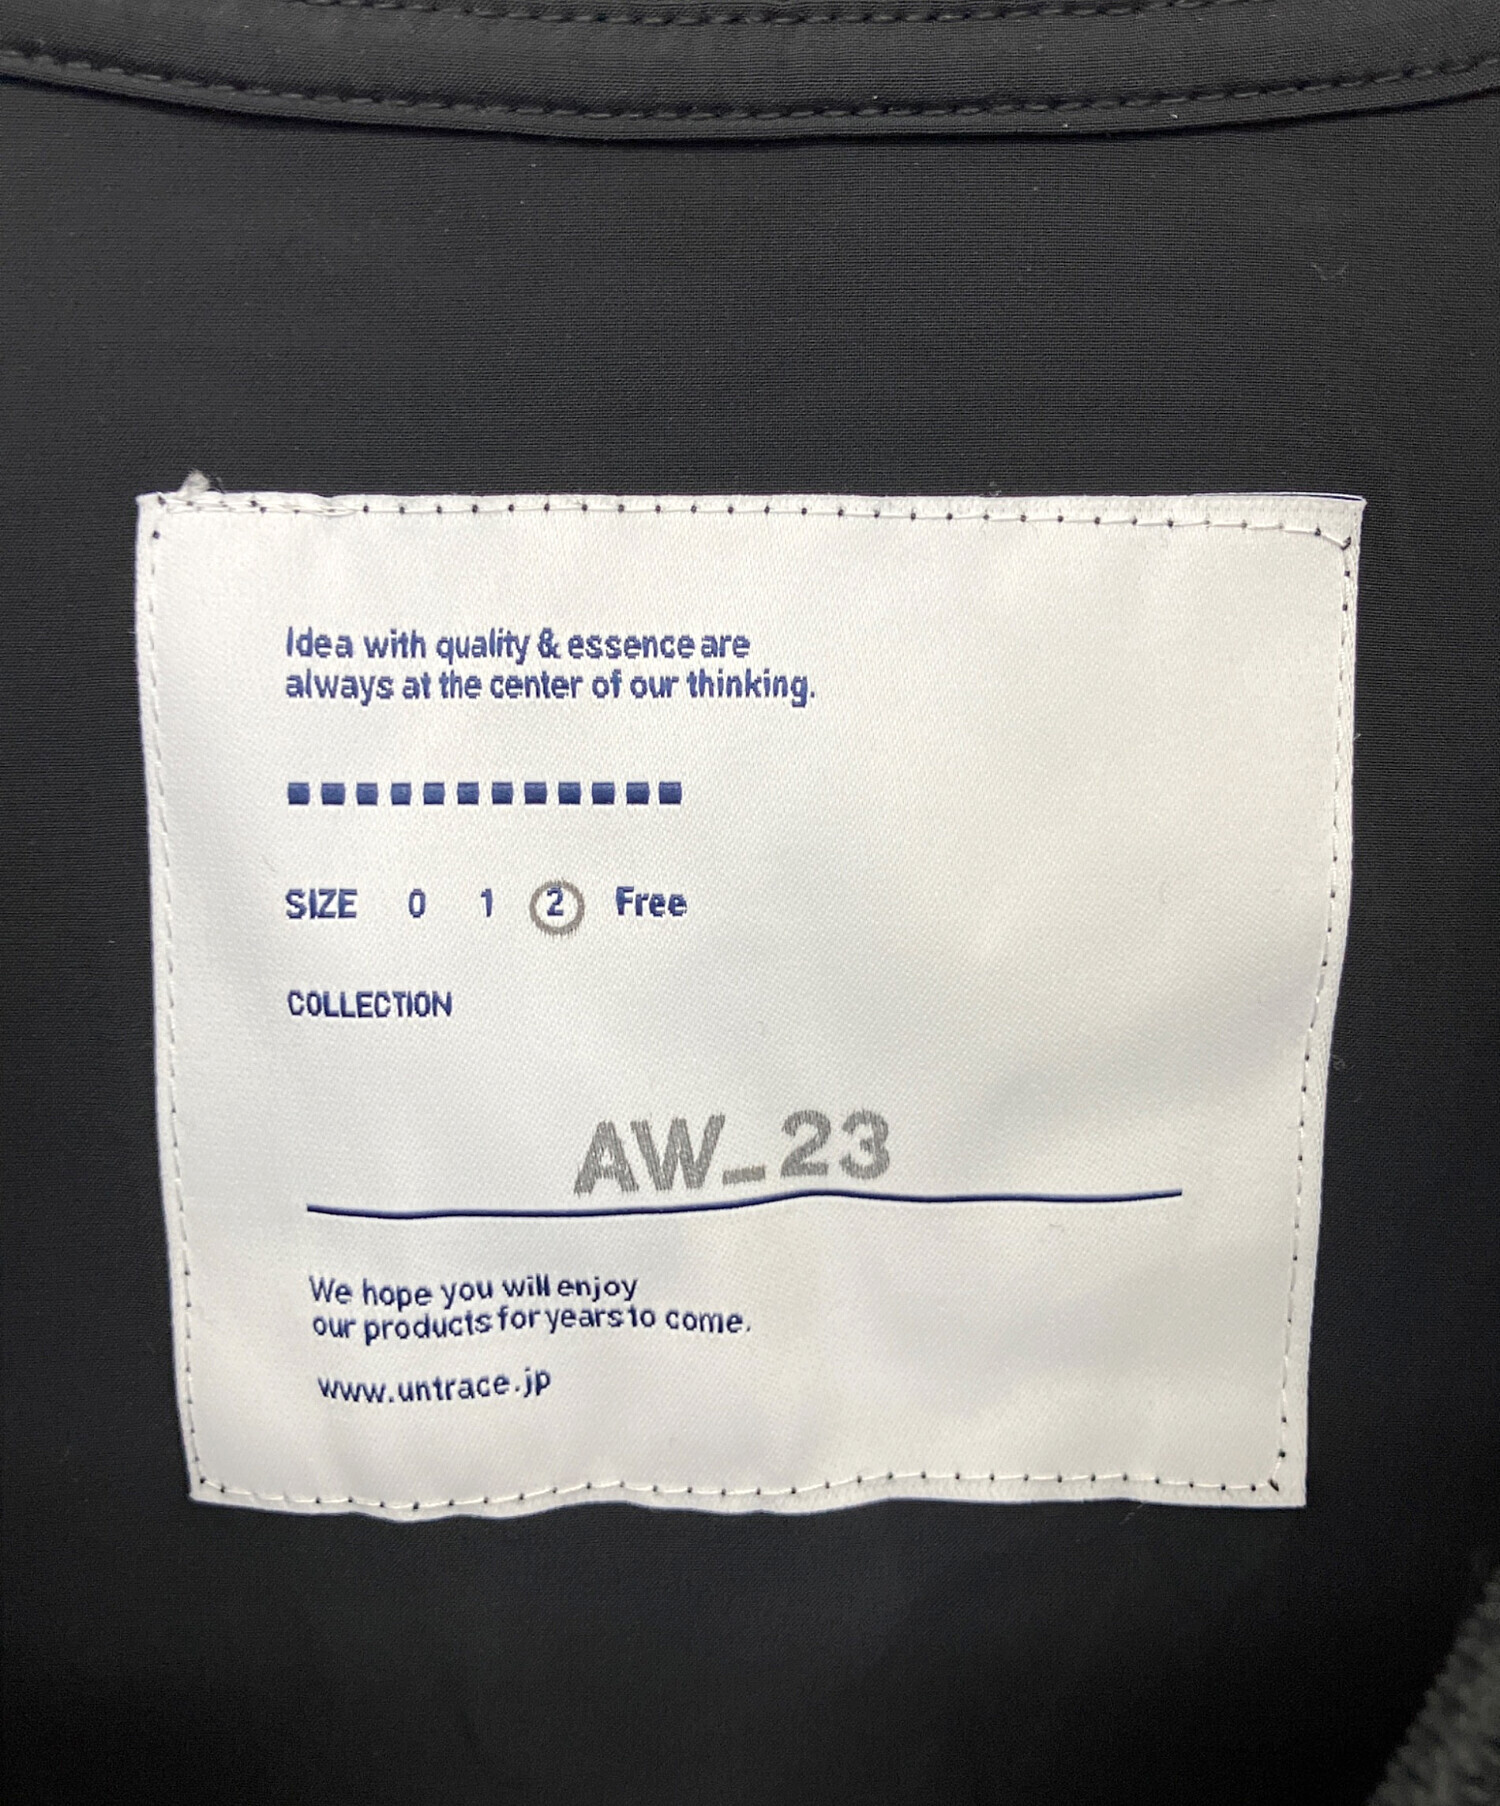 Idea with quality & essence are
always at the center of our thinking.
SIZE 0 1 2 Free
COLLECTION
AW_23
We hope you will enjoy
our products for years to come.
www.untrace.jp